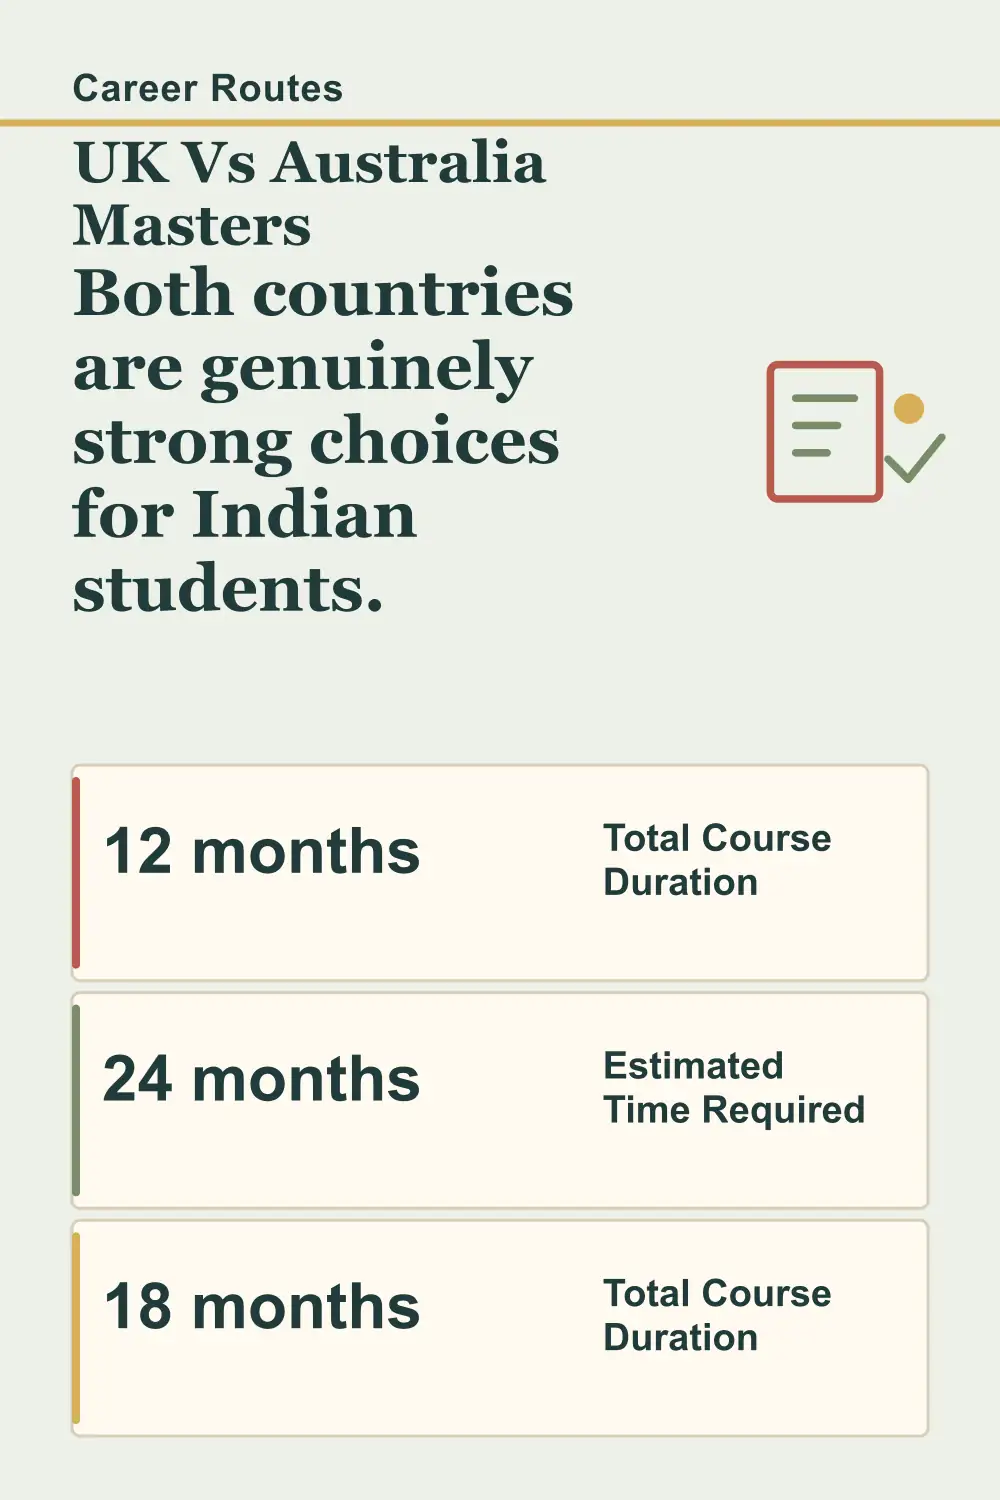 Career Routes
UK Vs Australia
Masters
Both countries
are genuinely
strong choices
for Indian
students.
12 months
Total Course
Duration
24 months
Estimated
Time Required
18 months
Total Course
Duration